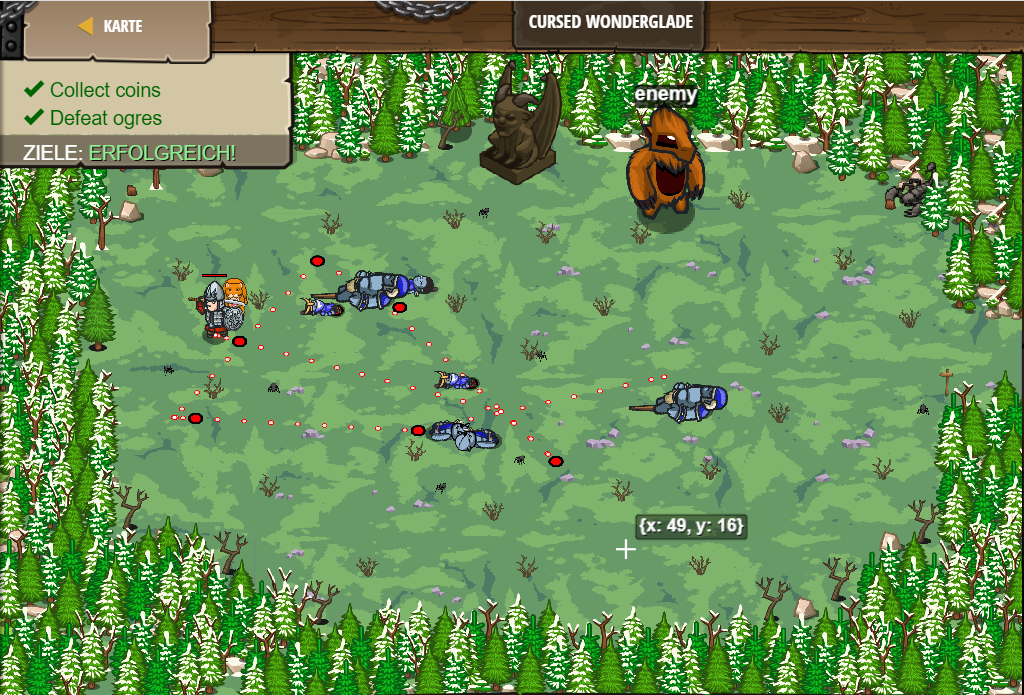 KARTE
CURSED WONDERGLADE
Collect coins
Defeat ogres
ZIELE: ERFOLGREICH!
enemy
{x: 49, y: 16}